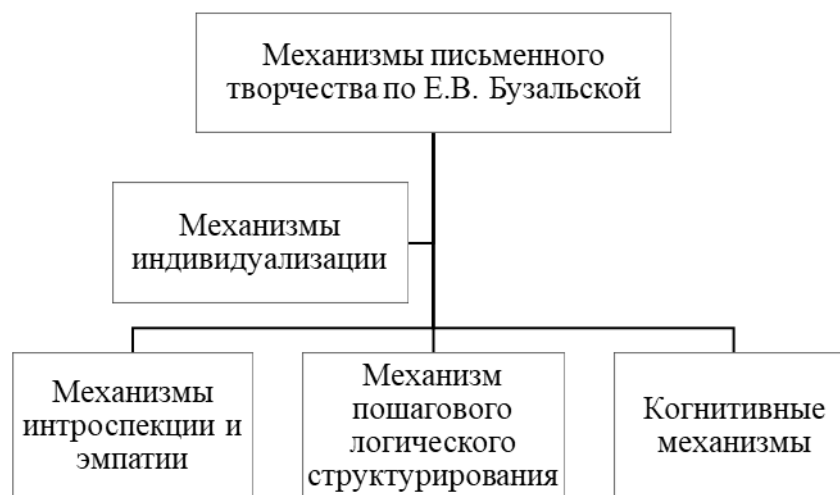 Механизмы письменного
творчества по Е.В. Бузальской
Механизмы
индивидуализации
Механизмы
интроспекции и
эмпатии
Механизм
пошагового
логического
структурирования
Когнитивные
механизмы